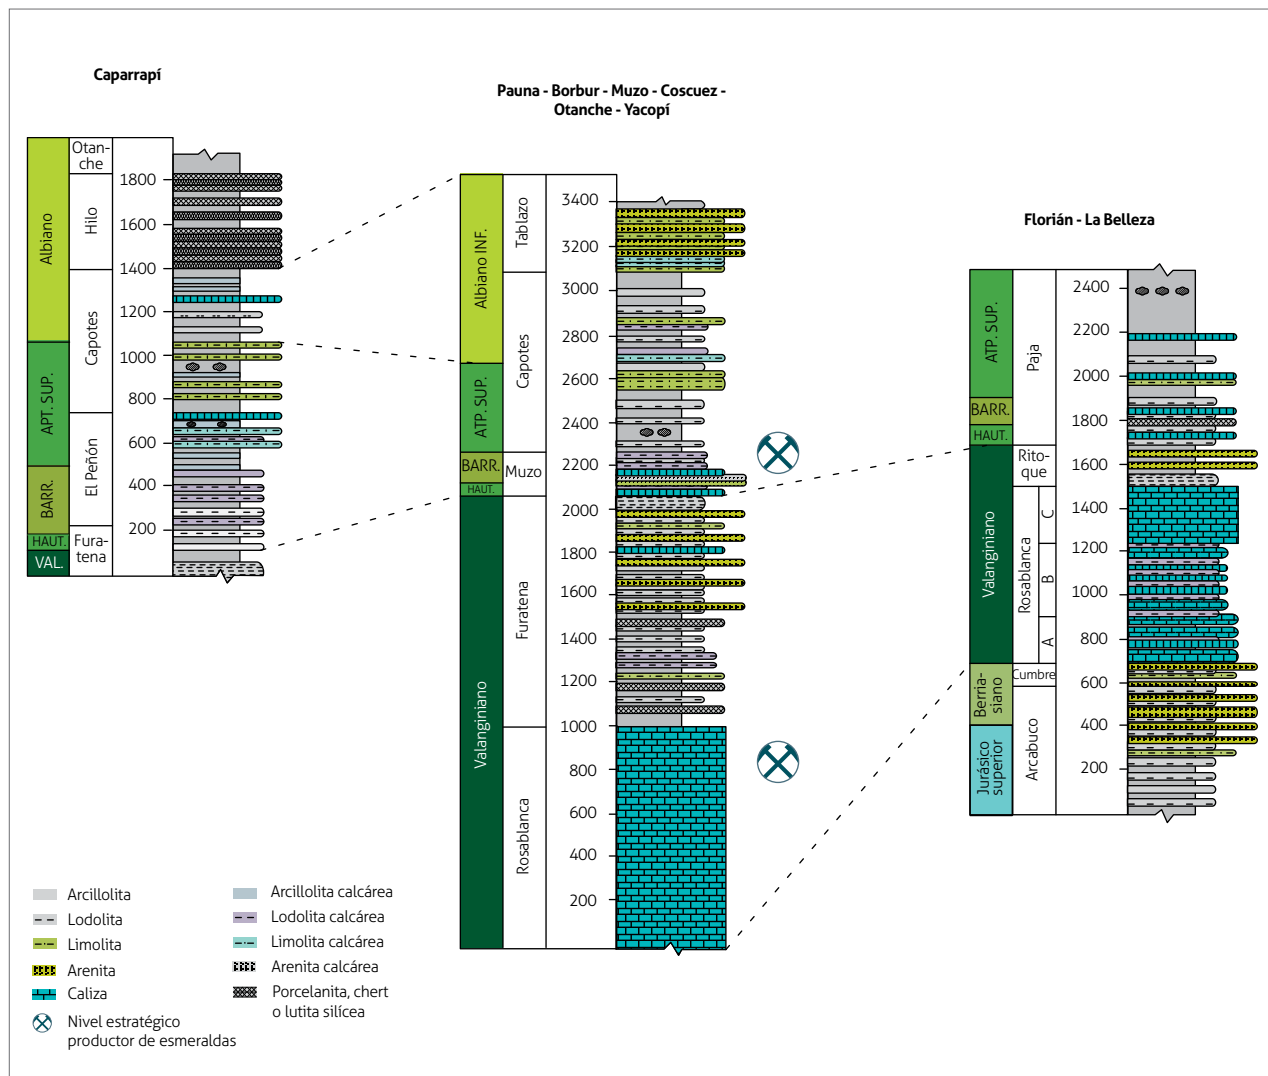 Caparrapí
Albiano
APT. SUP.
BARR.
HAUT.
VAL.
Otan-
che
Hilo
Capotes
El Peñón
Fura-
tena
1800
1600
1400
1200
1000
800
600
400
200
Pauna - Borbur - Muzo - Coscuez -
Otanche - Yacopí
Albiano INF.
ATP. SUP.
BARR.
HAUT.
Valanginiano
Tablazo
Capotes
Muzo
Furatena
Rosablanca
3400
3200
3000
2800
2600
2400
2200
2000
1800
1600
1400
1200
1000
800
600
400
200
Florián - La Belleza
ATP. SUP.
BARR.
HAUT.
Valanginiano
Berria-
siano
Jurásico
superior
Paja
Rito-
que
Rosablanca
C
B
A
Cumbre
Arcabuco
2400
2200
2000
1800
1600
1400
1200
1000
800
600
400
200
Arcillolita
Lodolita
Limolita
Arenita
Caliza
Nivel estratégico
productor de esmeraldas
Arcillolita calcárea
Lodolita calcárea
Limolita calcárea
Arenita calcárea
Porcelanita, chert
o lutita silícea